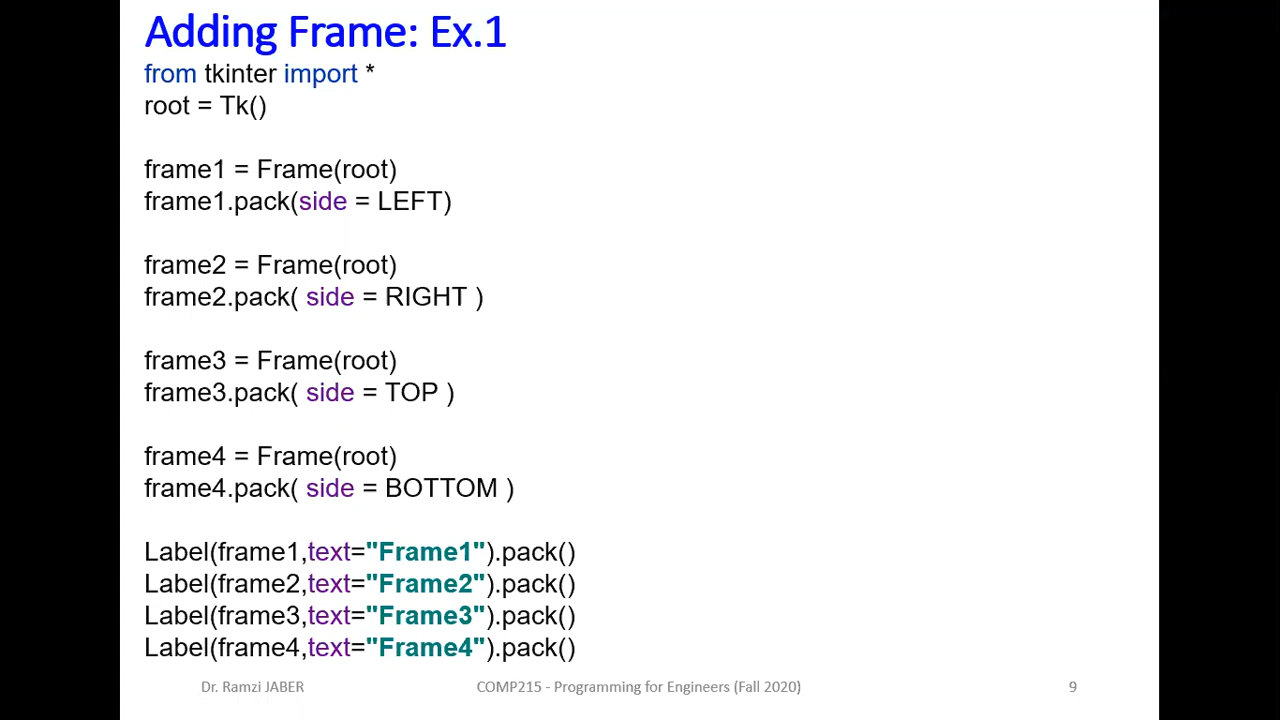 Adding Frame: Ex.1
from tkinter import *
root = Tk()
frame1 = Frame(root)
frame1.pack(side = LEFT)
frame2 = Frame(root)
frame2.pack( side = RIGHT )
frame3 = Frame(root)
frame3.pack( side = TOP )
frame4 = Frame(root)
frame4.pack( side = BOTTOM )
Label(frame1,text="Frame1").pack()
Label(frame2,text="Frame2").pack()
Label(frame3,text="Frame3").pack()
Label(frame4,text="Frame4").pack()
Dr. Ramzi JABER COMP215 - Programming for Engineers (Fall 2020) 9